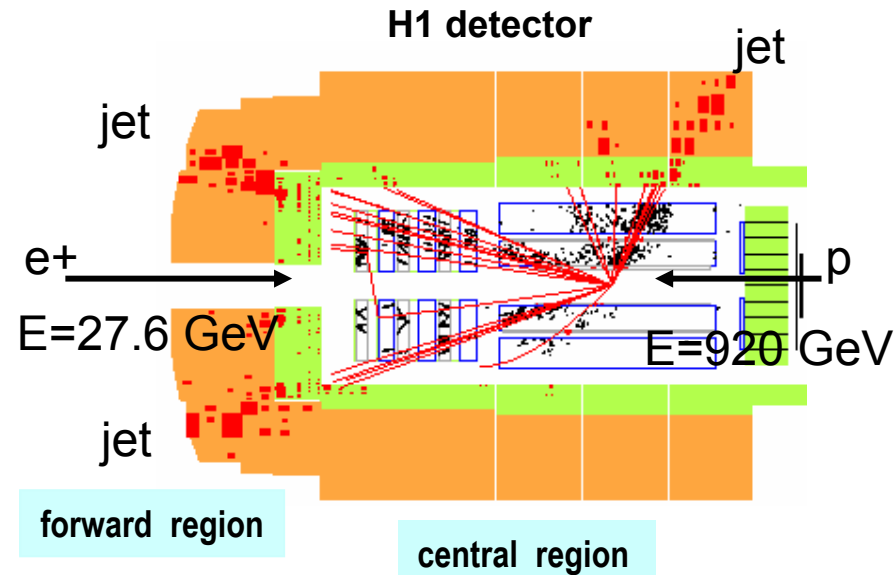 H1 detector
jet
jet
e+
p
E=27.6 GeV
E=920 GeV
jet
forward region
central region